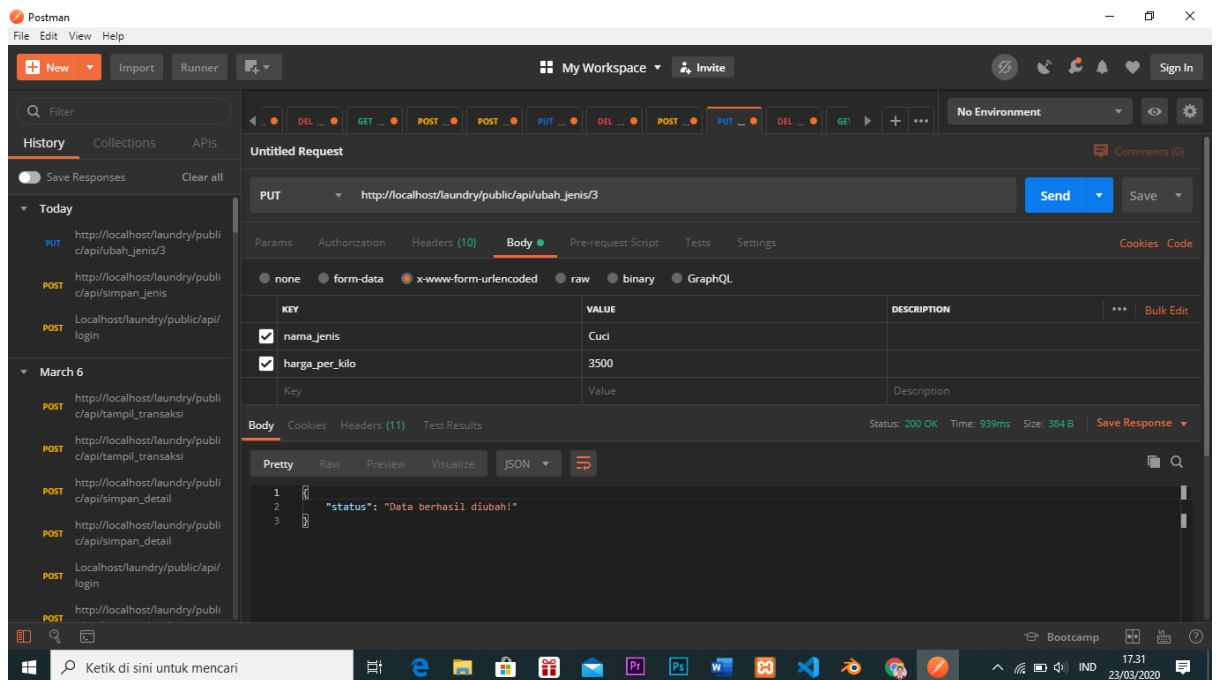 Postman
File Edit View Help
New Import Runner My Workspace Invite Sign In
Filter
History Collections APIs
Save Responses Clear all
Today
PUT http://localhost/laundry/publi
c/api/ubah_jenis/3
POST http://localhost/laundry/publi
c/api/simpan_jenis
POST Localhost/laundry/public/api/
login
March 6
POST http://localhost/laundry/publi
c/api/tampil_transaksi
POST http://localhost/laundry/publi
c/api/tampil_transaksi
POST http://localhost/laundry/publi
c/api/simpan_detail
POST http://localhost/laundry/publi
c/api/simpan_detail
POST Localhost/laundry/public/api/
login
POST http://localhost/laundry/publi
.. DEL ... GET ... POST ... POST ... PUT ... DEL ... POST ... PUT ... DEL ... GET + ... No Environment
Untitled Request Comments (0)
PUT http://localhost/laundry/public/api/ubah_jenis/3 Send Save
Params Authorization Headers (10) Body Pre-request Script Tests Settings Cookies Code
none form-data x-www-form-urlencoded raw binary GraphQL
KEY VALUE DESCRIPTION ... Bulk Edit
nama_jenis Cuci
harga_per_kilo 3500
Key Value Description
Body Cookies Headers (11) Test Results Status: 200 OK Time: 939ms Size: 384 B Save Response
Pretty Raw Preview Visualize JSON
1 {
2 "status": "Data berhasil diubah!"
3 }
Bootcamp
Ketik di sini untuk mencari Pr Ps W IND 17.31
23/03/2020